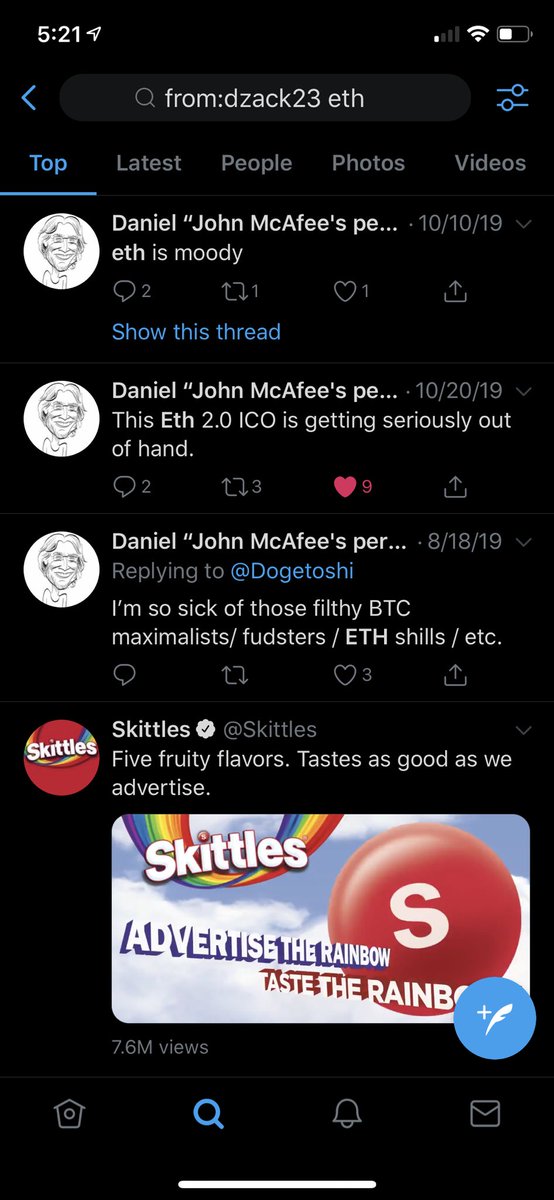 5:21
from:dzack23 eth
Top Latest People Photos Videos
Daniel “John McAfee's pe... · 10/10/19
eth is moody
2 1 1
Show this thread
Daniel “John McAfee's pe... · 10/20/19
This Eth 2.0 ICO is getting seriously out
of hand.
2 3 9
Daniel “John McAfee's per... · 8/18/19
Replying to @Dogetoshi
I’m so sick of those filthy BTC
maximalists/ fudsters / ETH shills / etc.
3
Skittles
Skittles @Skittles
Five fruity flavors. Tastes as good as we
advertise.
Skittles
S
S
ADVERTISE THE RAINBOW
TASTE THE RAINB
7.6M views